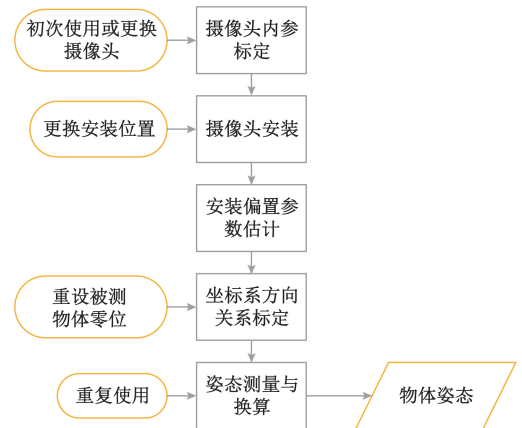 初次使用或更换
摄像头
摄像头内参
标定
更换安装位置
摄像头安装
安装偏置参
数估计
重设被测
物体零位
坐标系方向
关系标定
重复使用
姿态测量与
换算
物体姿态